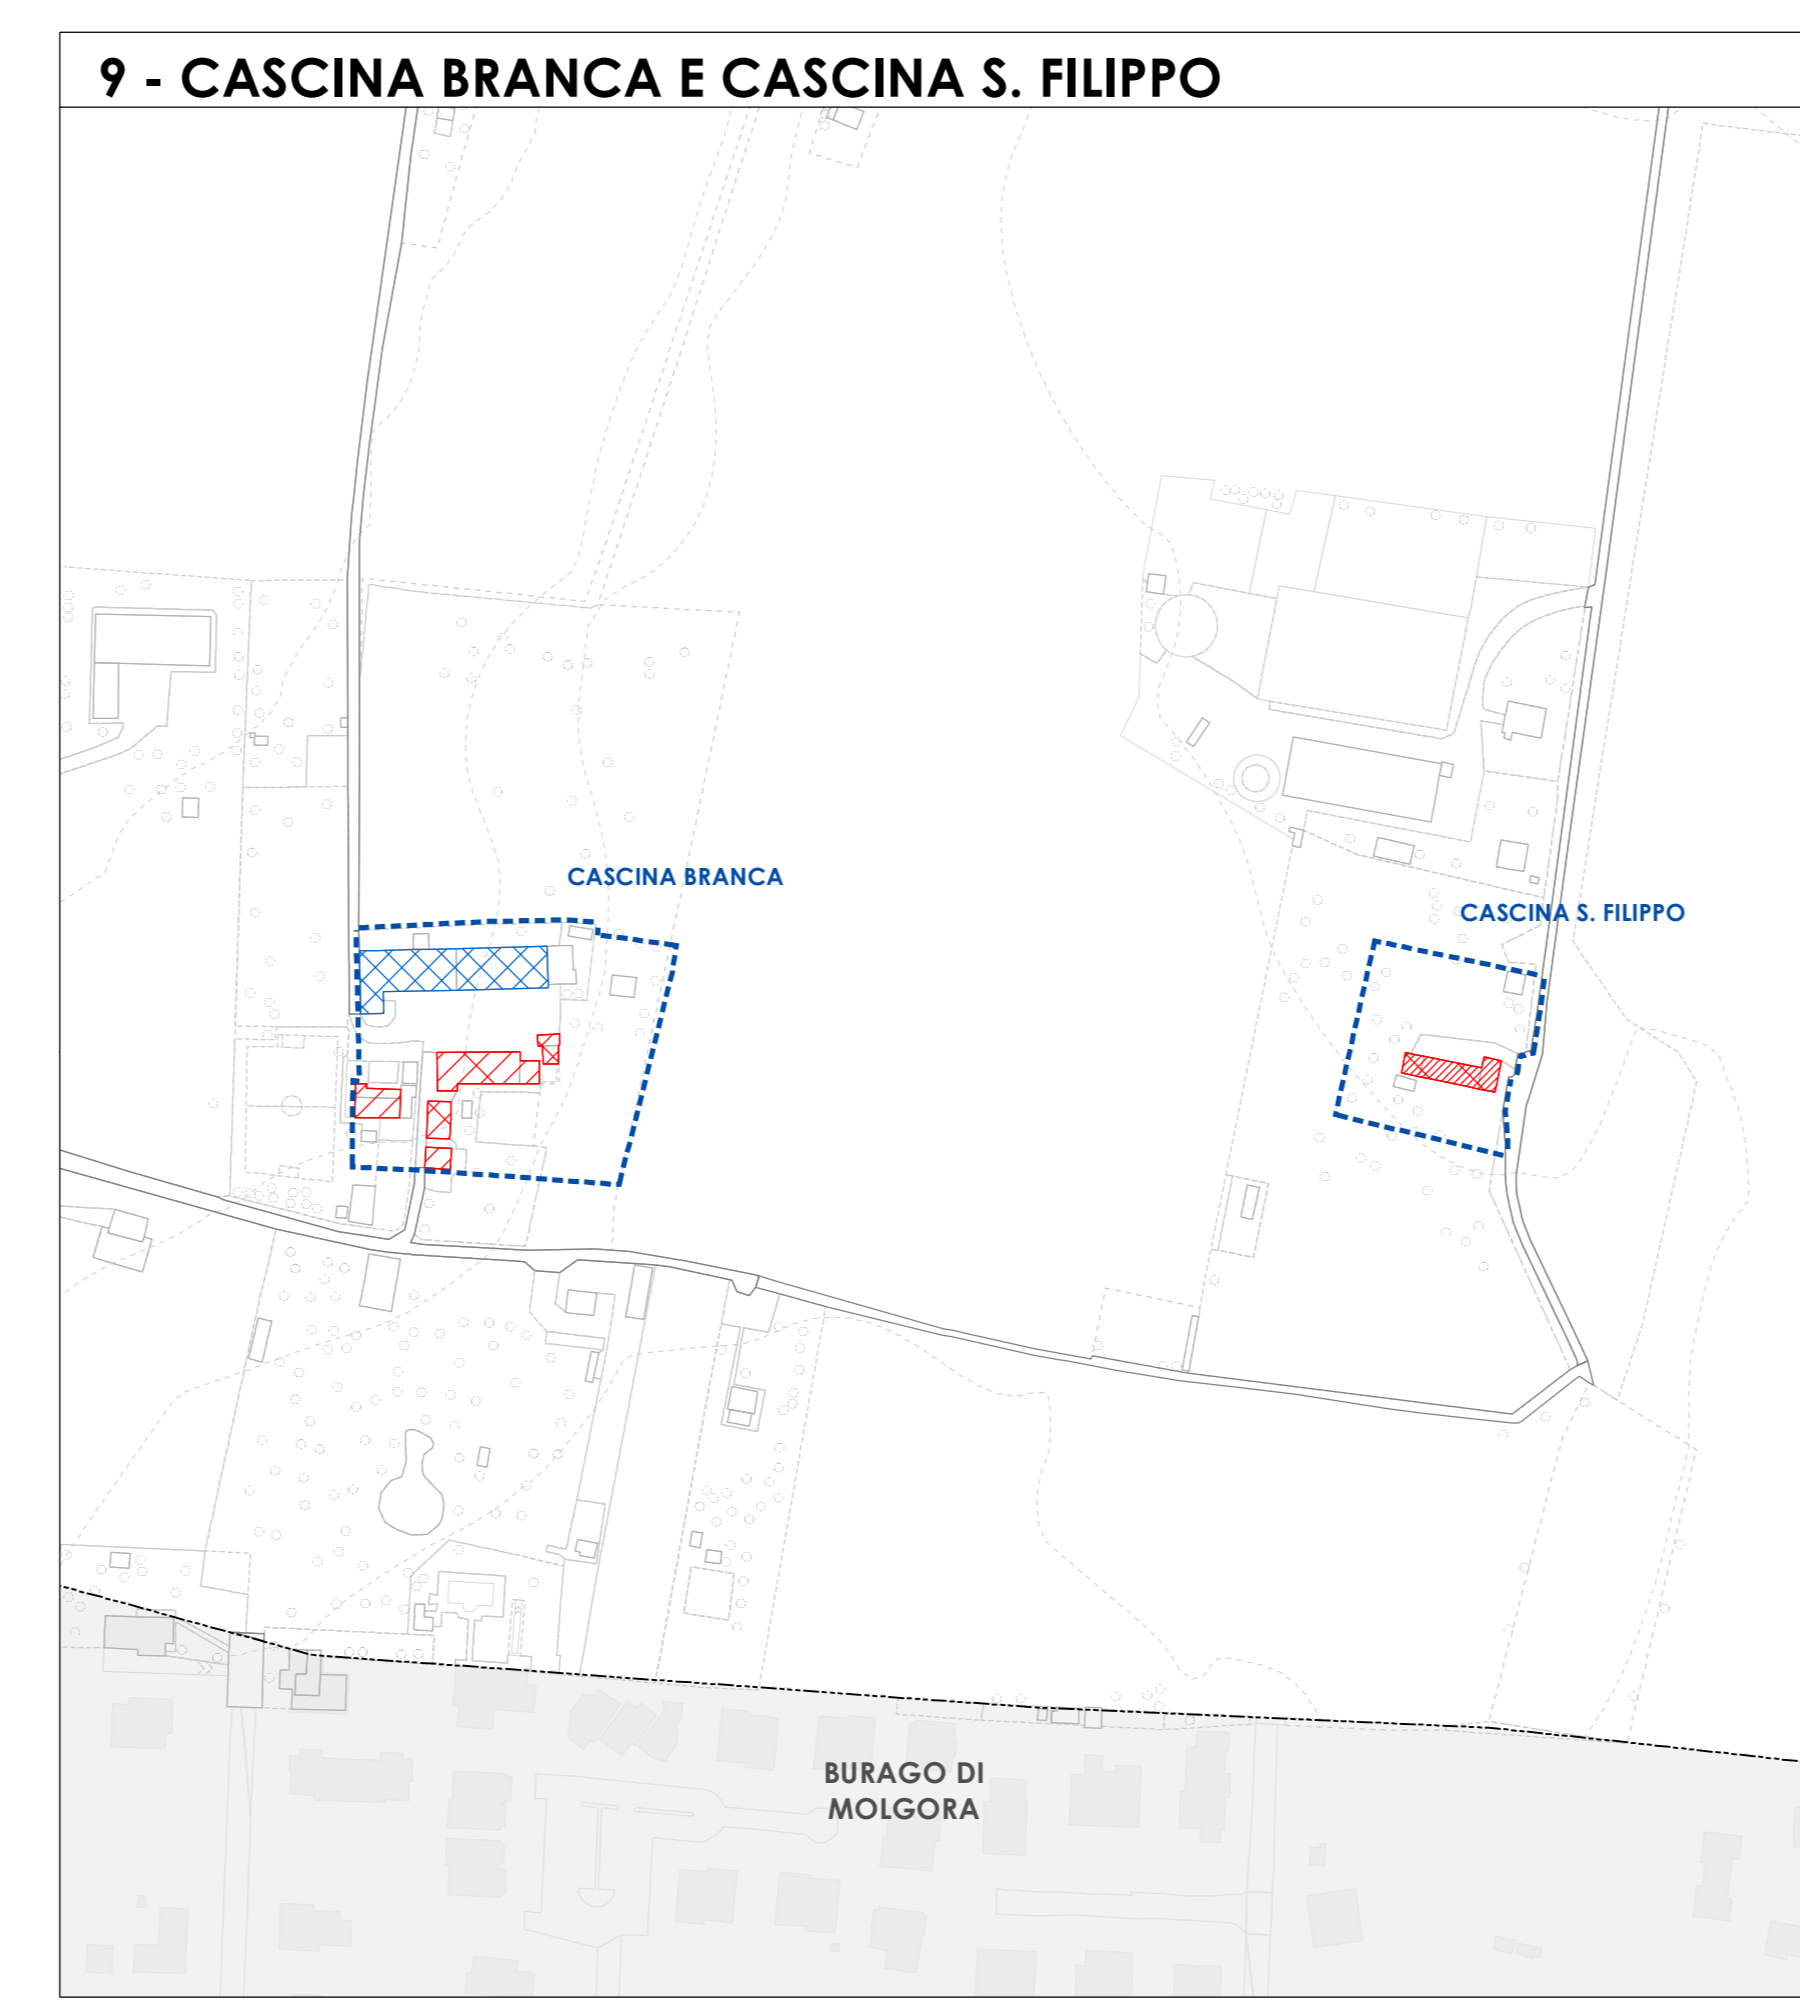 9 - CASCINA BRANCA E CASCINA S. FILIPPO
CASCINA BRANCA
CASCINA S. FILIPPO
BURAGO DI
MOLGORA